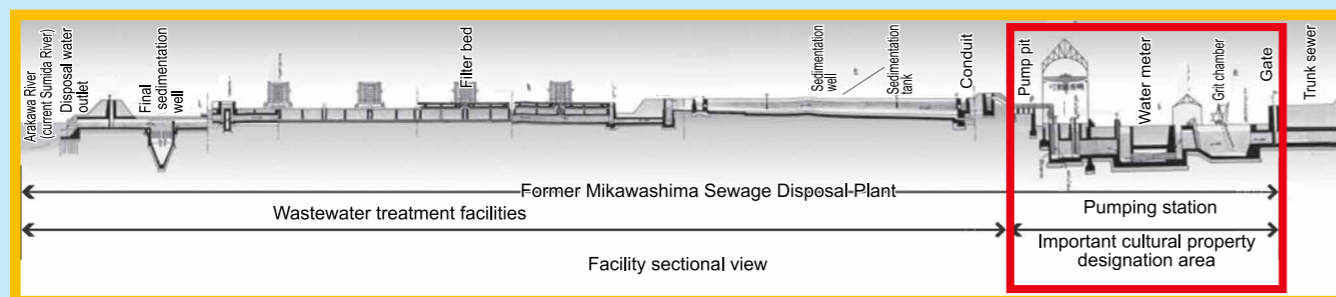 Arakawa River
(current Sumida River)
Disposal water
outlet
Final
sedimentation
well
Filter bed
Sedimentation
well
Sedimentation
tank
Conduit
Pump pit
Water meter
Grit chamber
Gate
Trunk sewer
Former Mikawashima Sewage Disposal Plant
Wastewater treatment facilities
Pumping station
Important cultural property
designation area
Facility sectional view